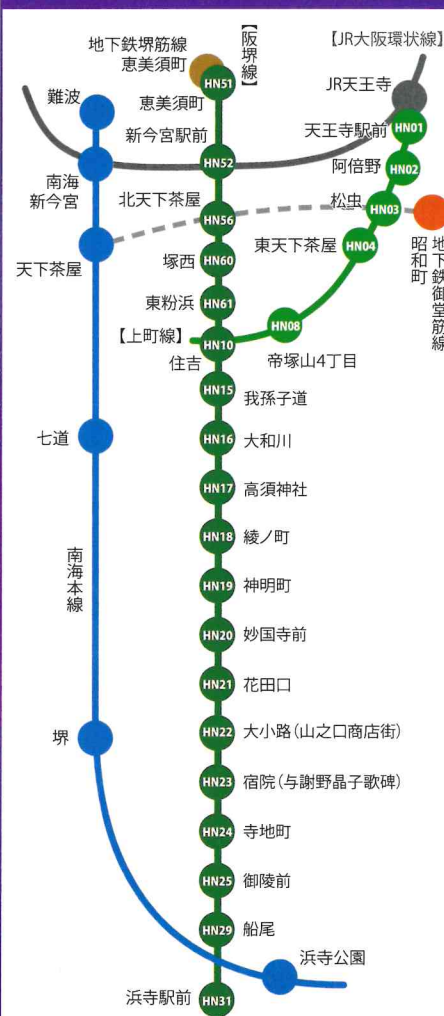 地下鉄堺筋線
恵美須町
【阪堺線】
【JR大阪環状線】
難波
恵美須町
HN51
JR天王寺
新今宮駅前
HN52
天王寺駅前
HN01
南海
新今宮
阿倍野
HN02
北天下茶屋
HN56
松虫
HN03
地下鉄御堂筋線
昭和町
天下茶屋
塚西
HN60
東天下茶屋
HN04
東粉浜
HN61
【上町線】
HN08
住吉
HN10
帝塚山4丁目
HN15
我孫子道
七道
HN16
大和川
HN17
高須神社
南海本線
HN18
綾ノ町
HN19
神明町
HN20
妙国寺前
HN21
花田口
堺
HN22
大小路(山之口商店街)
HN23
宿院(与謝野晶子歌碑)
HN24
寺地町
HN25
御陵前
HN29
船尾
浜寺公園
浜寺駅前
HN31